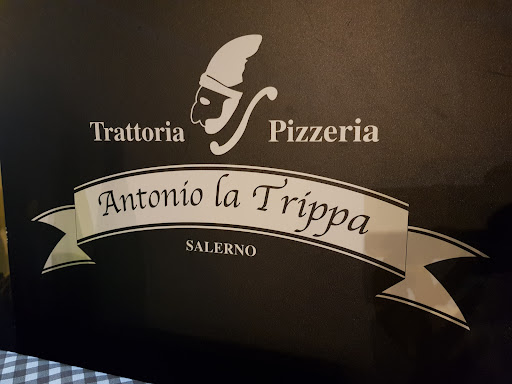 Trattoria Pizzeria
Antonio la Trippa
SALERNO